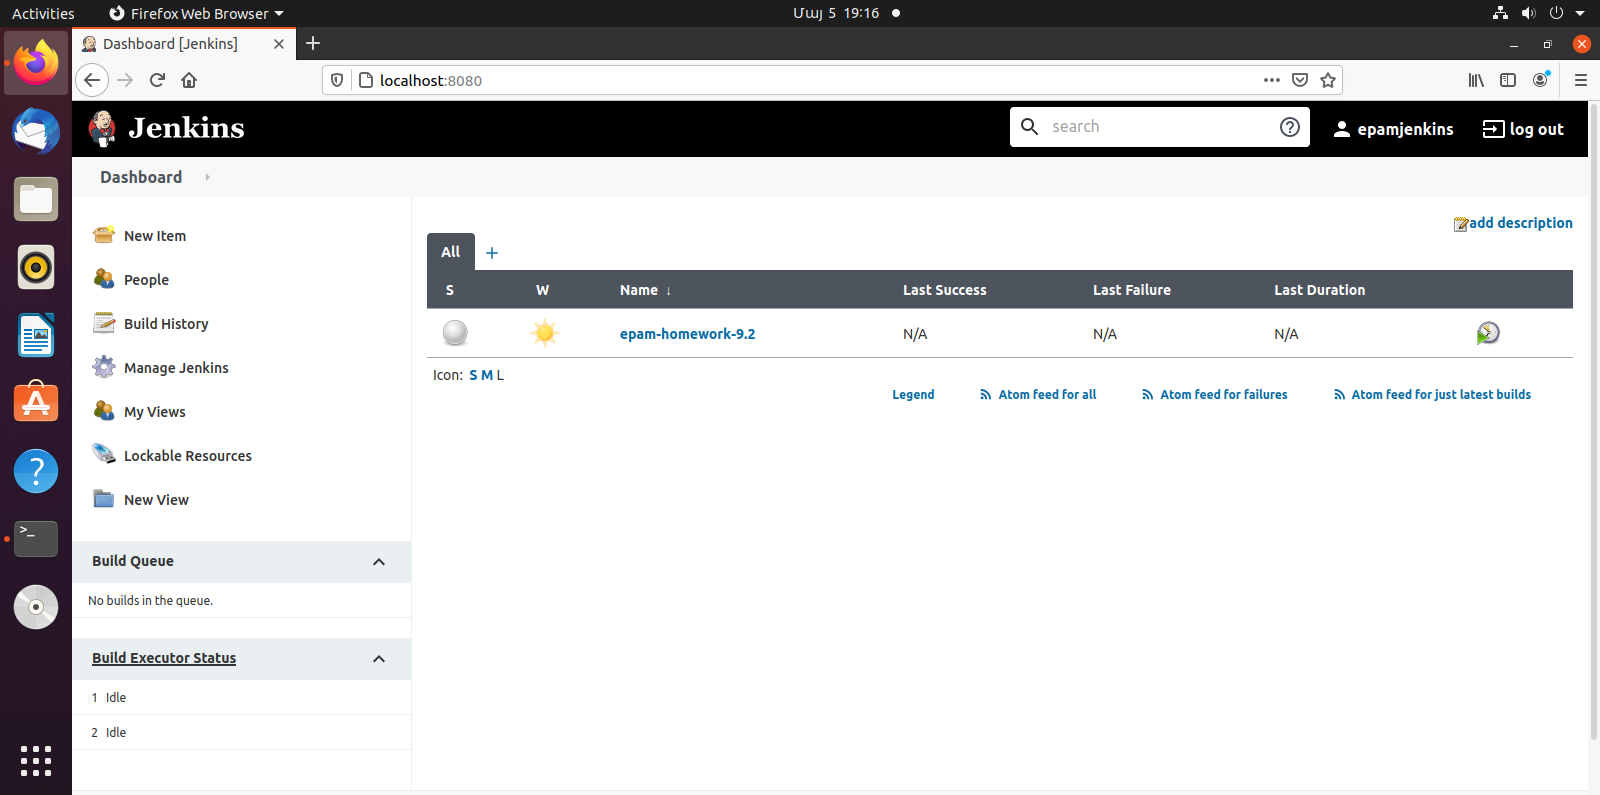 Activities
Firefox Web Browser
Մայ 5 19:16
Dashboard [Jenkins]
localhost:8080
Jenkins
search
epamjenkins
log out
Dashboard
New Item
People
Build History
Manage Jenkins
My Views
Lockable Resources
New View
Build Queue
No builds in the queue.
Build Executor Status
1 Idle
2 Idle
add description
All +
S W Name ↓ Last Success Last Failure Last Duration
epam-homework-9.2 N/A N/A N/A
Icon: S M L
Legend Atom feed for all Atom feed for failures Atom feed for just latest builds